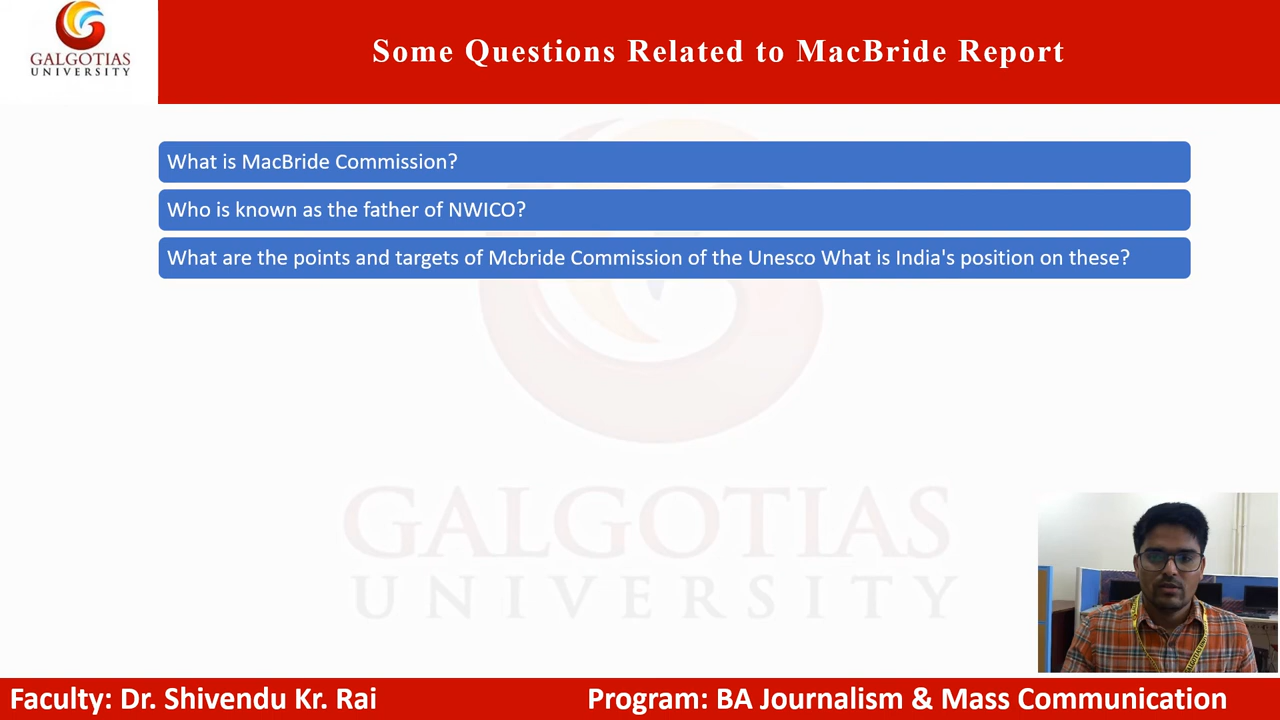 GALGOTIAS
UNIVERSITY
Some Questions Related to MacBride Report
What is MacBride Commission?
Who is known as the father of NWICO?
What are the points and targets of Mcbride Commission of the Unesco What is India's position on these?
GALGOTIAS
UNIVERSITY
Faculty: Dr. Shivendu Kr. Rai
Program: BA Journalism & Mass Communication